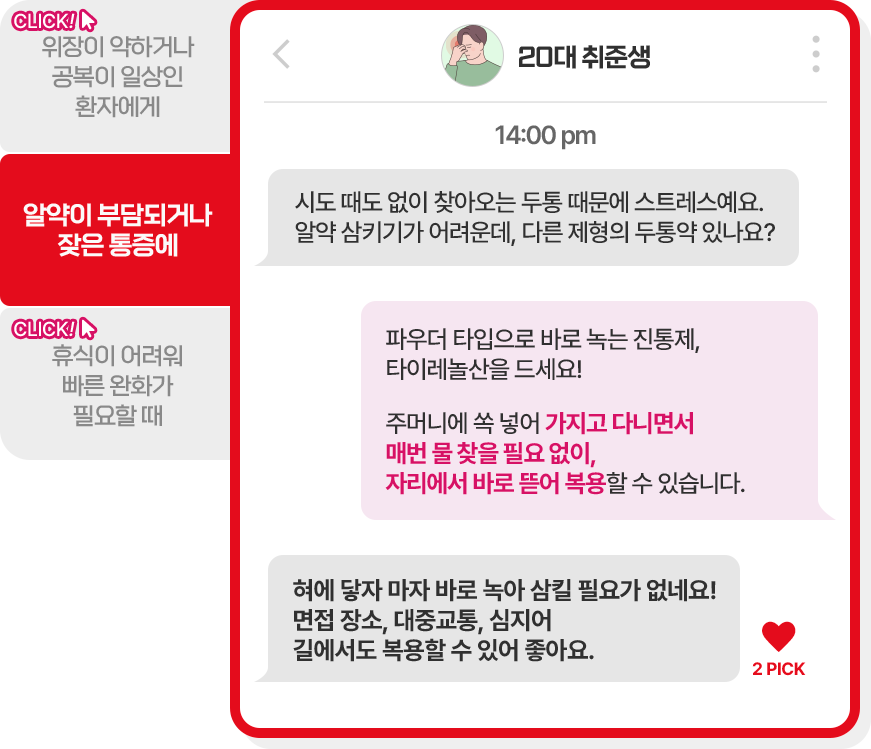 CLICK!
위장이 약하거나
공복이 일상인
환자에게
알약이 부담되거나
잦은 통증에
CLICK!
휴식이 어려워
빠른 완화가
필요할 때
20대 취준생
14:00 pm
시도 때도 없이 찾아오는 두통 때문에 스트레스예요.
알약 삼키기가 어려운데, 다른 제형의 두통약 있나요?
파우더 타입으로 바로 녹는 진통제,
타이레놀산을 드세요!
주머니에 쏙 넣어 가지고 다니면서
매번 물 찾을 필요 없이,
자리에서 바로 뜯어 복용할 수 있습니다.
혀에 닿자 마자 바로 녹아 삼킬 필요가 없네요!
면접 장소, 대중교통, 심지어
길에서도 복용할 수 있어 좋아요.
2 PICK